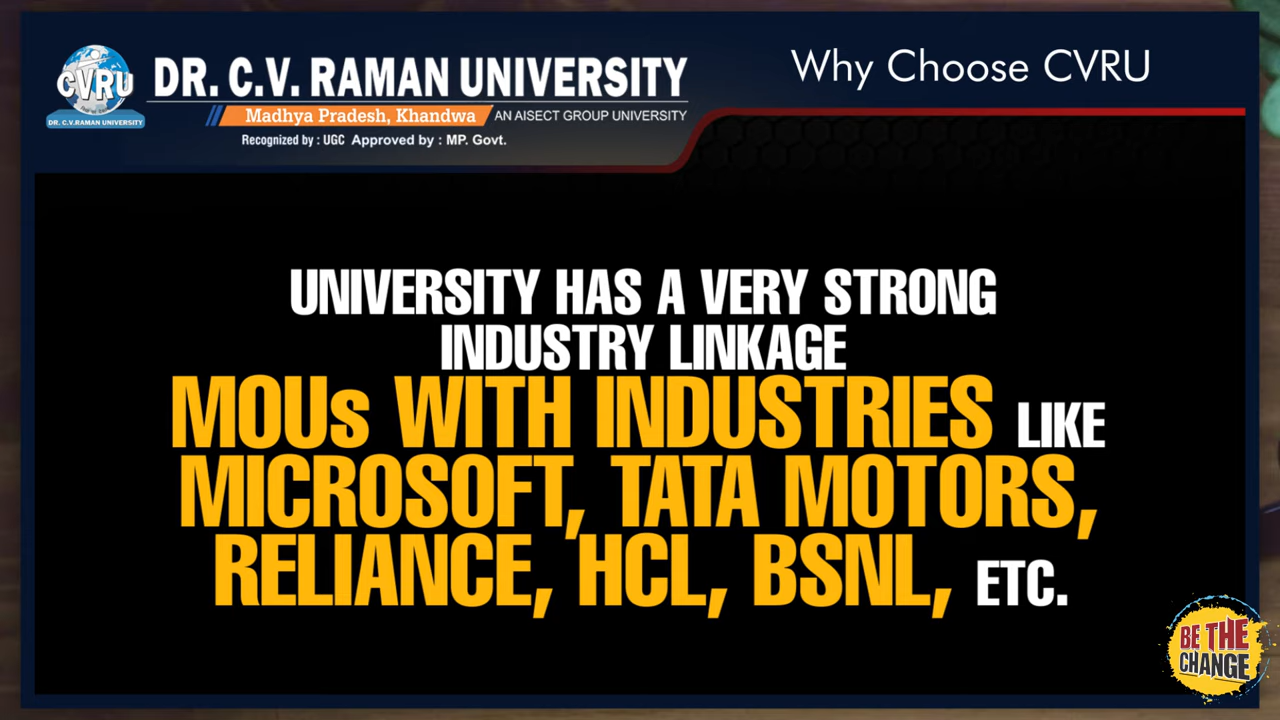 CVRU
DR. C.V.RAMAN UNIVERSITY
DR. C.V. RAMAN UNIVERSITY
Madhya Pradesh, Khandwa AN AISECT GROUP UNIVERSITY
Recognized by : UGC Approved by : MP. Govt.
Why Choose CVRU
UNIVERSITY HAS A VERY STRONG
INDUSTRY LINKAGE
MOUs WITH INDUSTRIES LIKE
MICROSOFT, TATA MOTORS,
RELIANCE, HCL, BSNL, ETC.
BE THE
CHANGE